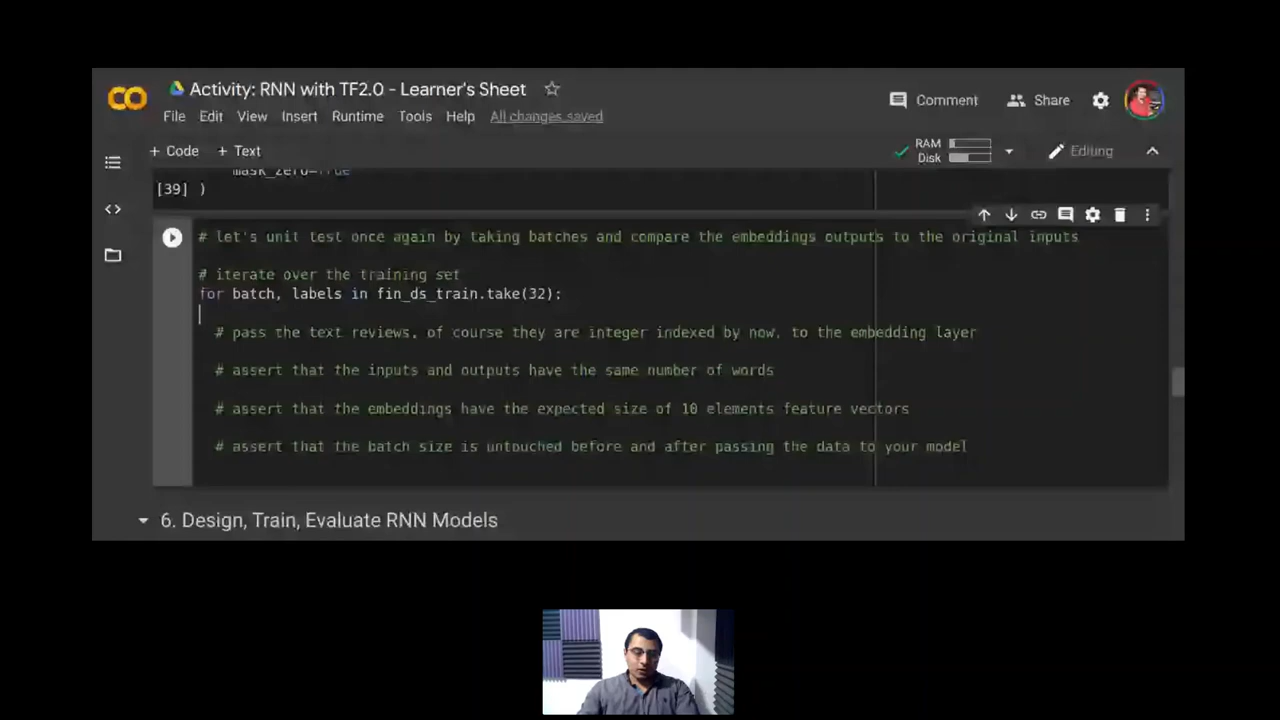 Activity: RNN with TF2.0 - Learner's Sheet
Comment
Share
File Edit View Insert Runtime Tools Help All changes saved
+ Code + Text
RAM
Disk
Editing
mask_zero=True
[39] )
# let's unit test once again by taking batches and compare the embeddings outputs to the original inputs
# iterate over the training set
for batch, labels in fin_ds_train.take(32):
# pass the text reviews, of course they are integer indexed by now, to the embedding layer
# assert that the inputs and outputs have the same number of words
# assert that the embeddings have the expected size of 10 elements feature vectors
# assert that the batch size is untouched before and after passing the data to your model
6. Design, Train, Evaluate RNN Models